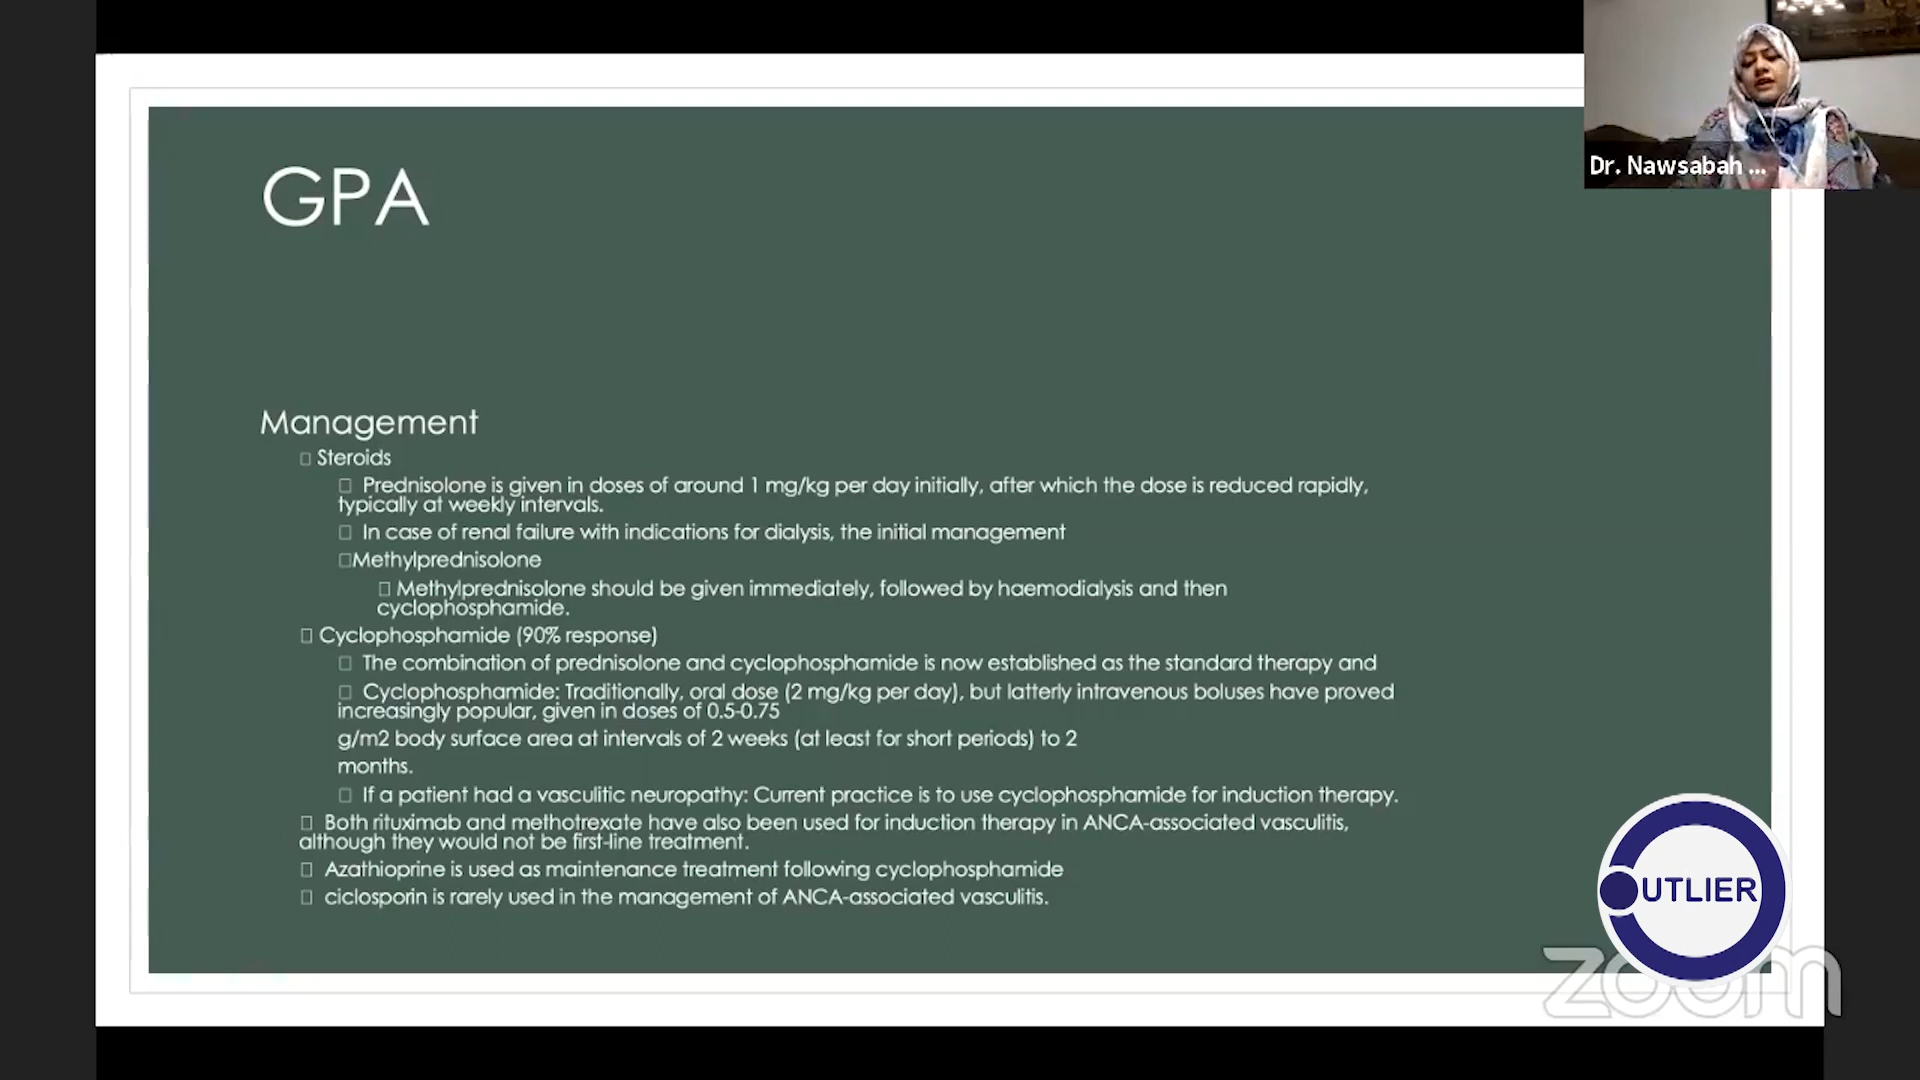 Dr. Nawsabah ...
GPA
Management
Steroids
Prednisolone is given in doses of around 1 mg/kg per day initially, after which the dose is reduced rapidly,
typically at weekly intervals.
In case of renal failure with indications for dialysis, the initial management
Methylprednisolone
Methylprednisolone should be given immediately, followed by haemodialysis and then
cyclophosphamide.
Cyclophosphamide (90% response)
The combination of prednisolone and cyclophosphamide is now established as the standard therapy and
Cyclophosphamide: Traditionally, oral dose (2 mg/kg per day), but latterly intravenous boluses have proved
increasingly popular, given in doses of 0.5-0.75
g/m2 body surface area at intervals of 2 weeks (at least for short periods) to 2
months.
If a patient had a vasculitic neuropathy: Current practice is to use cyclophosphamide for induction therapy.
Both rituximab and methotrexate have also been used for induction therapy in ANCA-associated vasculitis,
although they would not be first-line treatment.
Azathioprine is used as maintenance treatment following cyclophosphamide
ciclosporin is rarely used in the management of ANCA-associated vasculitis.
OUTLIER
zoom